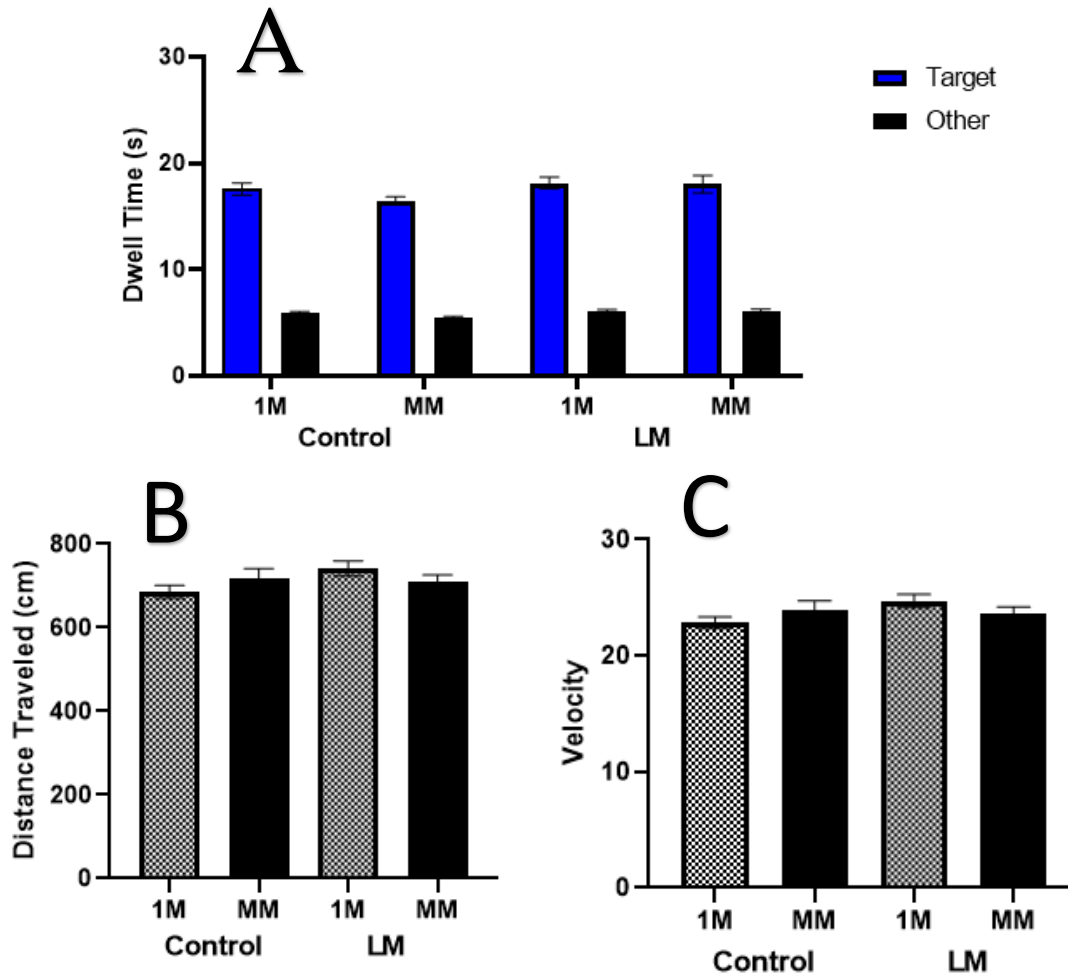 A
Dwell Time (s)
30
20
10
0
1M MM 1M MM
Control LM
Target
Other
B
Distance Traveled (cm)
800
600
400
200
0
1M MM 1M MM
Control LM
C
Velocity
30
20
10
0
1M MM 1M MM
Control LM